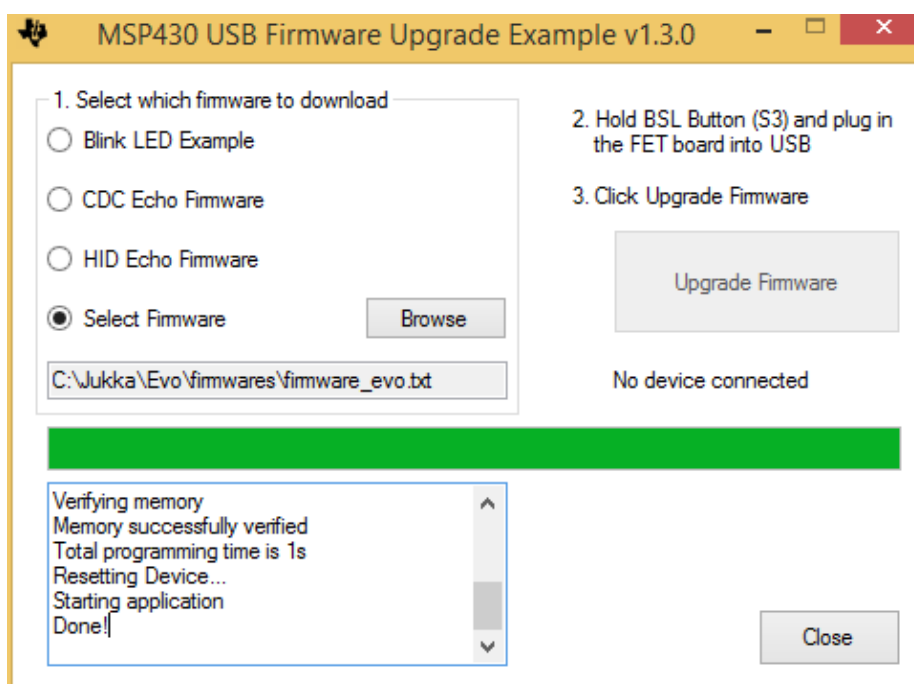 MSP430 USB Firmware Upgrade Example v1.3.0
1. Select which firmware to download
Blink LED Example
CDC Echo Firmware
HID Echo Firmware
Select Firmware
Browse
C:\Jukka\Evo\firmwares\firmware_evo.txt
2. Hold BSL Button (S3) and plug in
the FET board into USB
3. Click Upgrade Firmware
Upgrade Firmware
No device connected
Verifying memory
Memory successfully verified
Total programming time is 1s
Resetting Device...
Starting application
Done!
Close